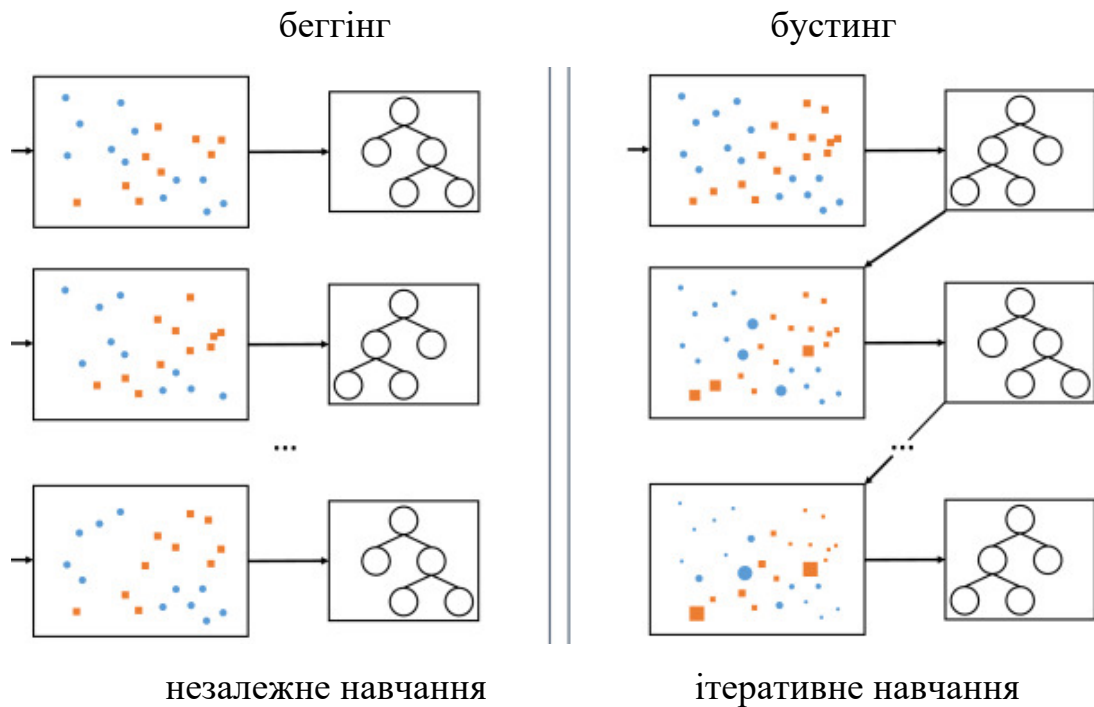 беггінг
бустинг
...
...
незалежне навчання
ітеративне навчання